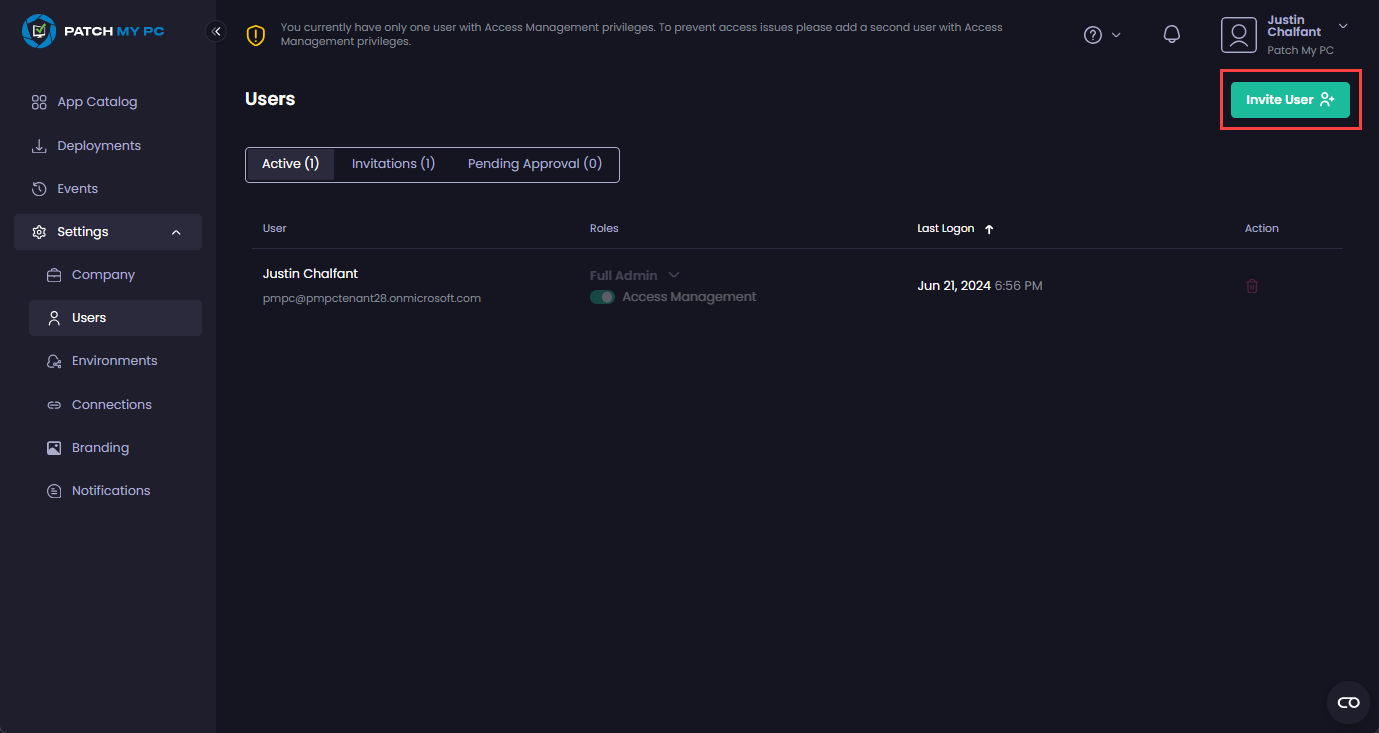 PATCH MY PC
You currently have only one user with Access Management privileges. To prevent access issues please add a second user with Access
Management privileges.
Justin
Chalfant
Patch My PC
App Catalog
Deployments
Events
Settings
Company
Users
Environments
Connections
Branding
Notifications
Users
Invite User
Active (1)
Invitations (1)
Pending Approval (0)
User
Roles
Last Logon
Action
Justin Chalfant
pmpc@pmpctenant28.onmicrosoft.com
Full Admin
Access Management
Jun 21, 2024 6:56 PM